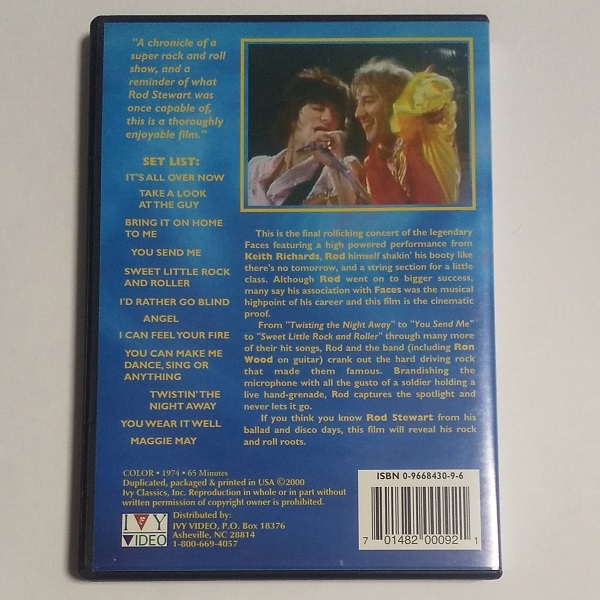 "A chronicle of a
super rock and roll
show, and a
reminder of what
Rod Stewart was
once capable of,
this is a thoroughly
enjoyable film."
SET LIST:
IT'S ALL OVER NOW
TAKE A LOOK
AT THE GUY
BRING IT ON HOME
TO ME
YOU SEND ME
SWEET LITTLE ROCK
AND ROLLER
I'D RATHER GO BLIND
ANGEL
I CAN FEEL YOUR FIRE
YOU CAN MAKE ME
DANCE, SING OR
ANYTHING
TWISTIN' THE
NIGHT AWAY
YOU WEAR IT WELL
MAGGIE MAY
This is the final rollicking concert of the legendary
Faces featuring a high powered performance from
Keith Richards, Rod himself shakin' his booty like
there's no tomorrow, and a string section for a little
class. Although Rod went on to bigger success,
many say his association with Faces was the musical
highpoint of his career and this film is the cinematic
proof.
From "Twisting the Night Away" to "You Send Me"
to "Sweet Little Rock and Roller" through many more
of their hit songs, Rod and the band (including Ron
Wood on guitar) crank out the hard driving rock
that made them famous. Brandishing the
microphone with all the gusto of a soldier holding a
live hand-grenade, Rod captures the spotlight and
never lets it go.
If you think you know Rod Stewart from his
ballad and disco days, this film will reveal his rock
and roll roots.
COLOR • 1974 • 65 Minutes
Duplicated, packaged & printed in USA ©2000
Ivy Classics, Inc. Reproduction in whole or in part without
written permission of copyright owner is prohibited.
IVY
VIDEO
Distributed by:
IVY VIDEO, P.O. Box 18376
Asheville, NC 28814
1-800-669-4057
ISBN 0-9668430-9-6
7 01482 00092 1